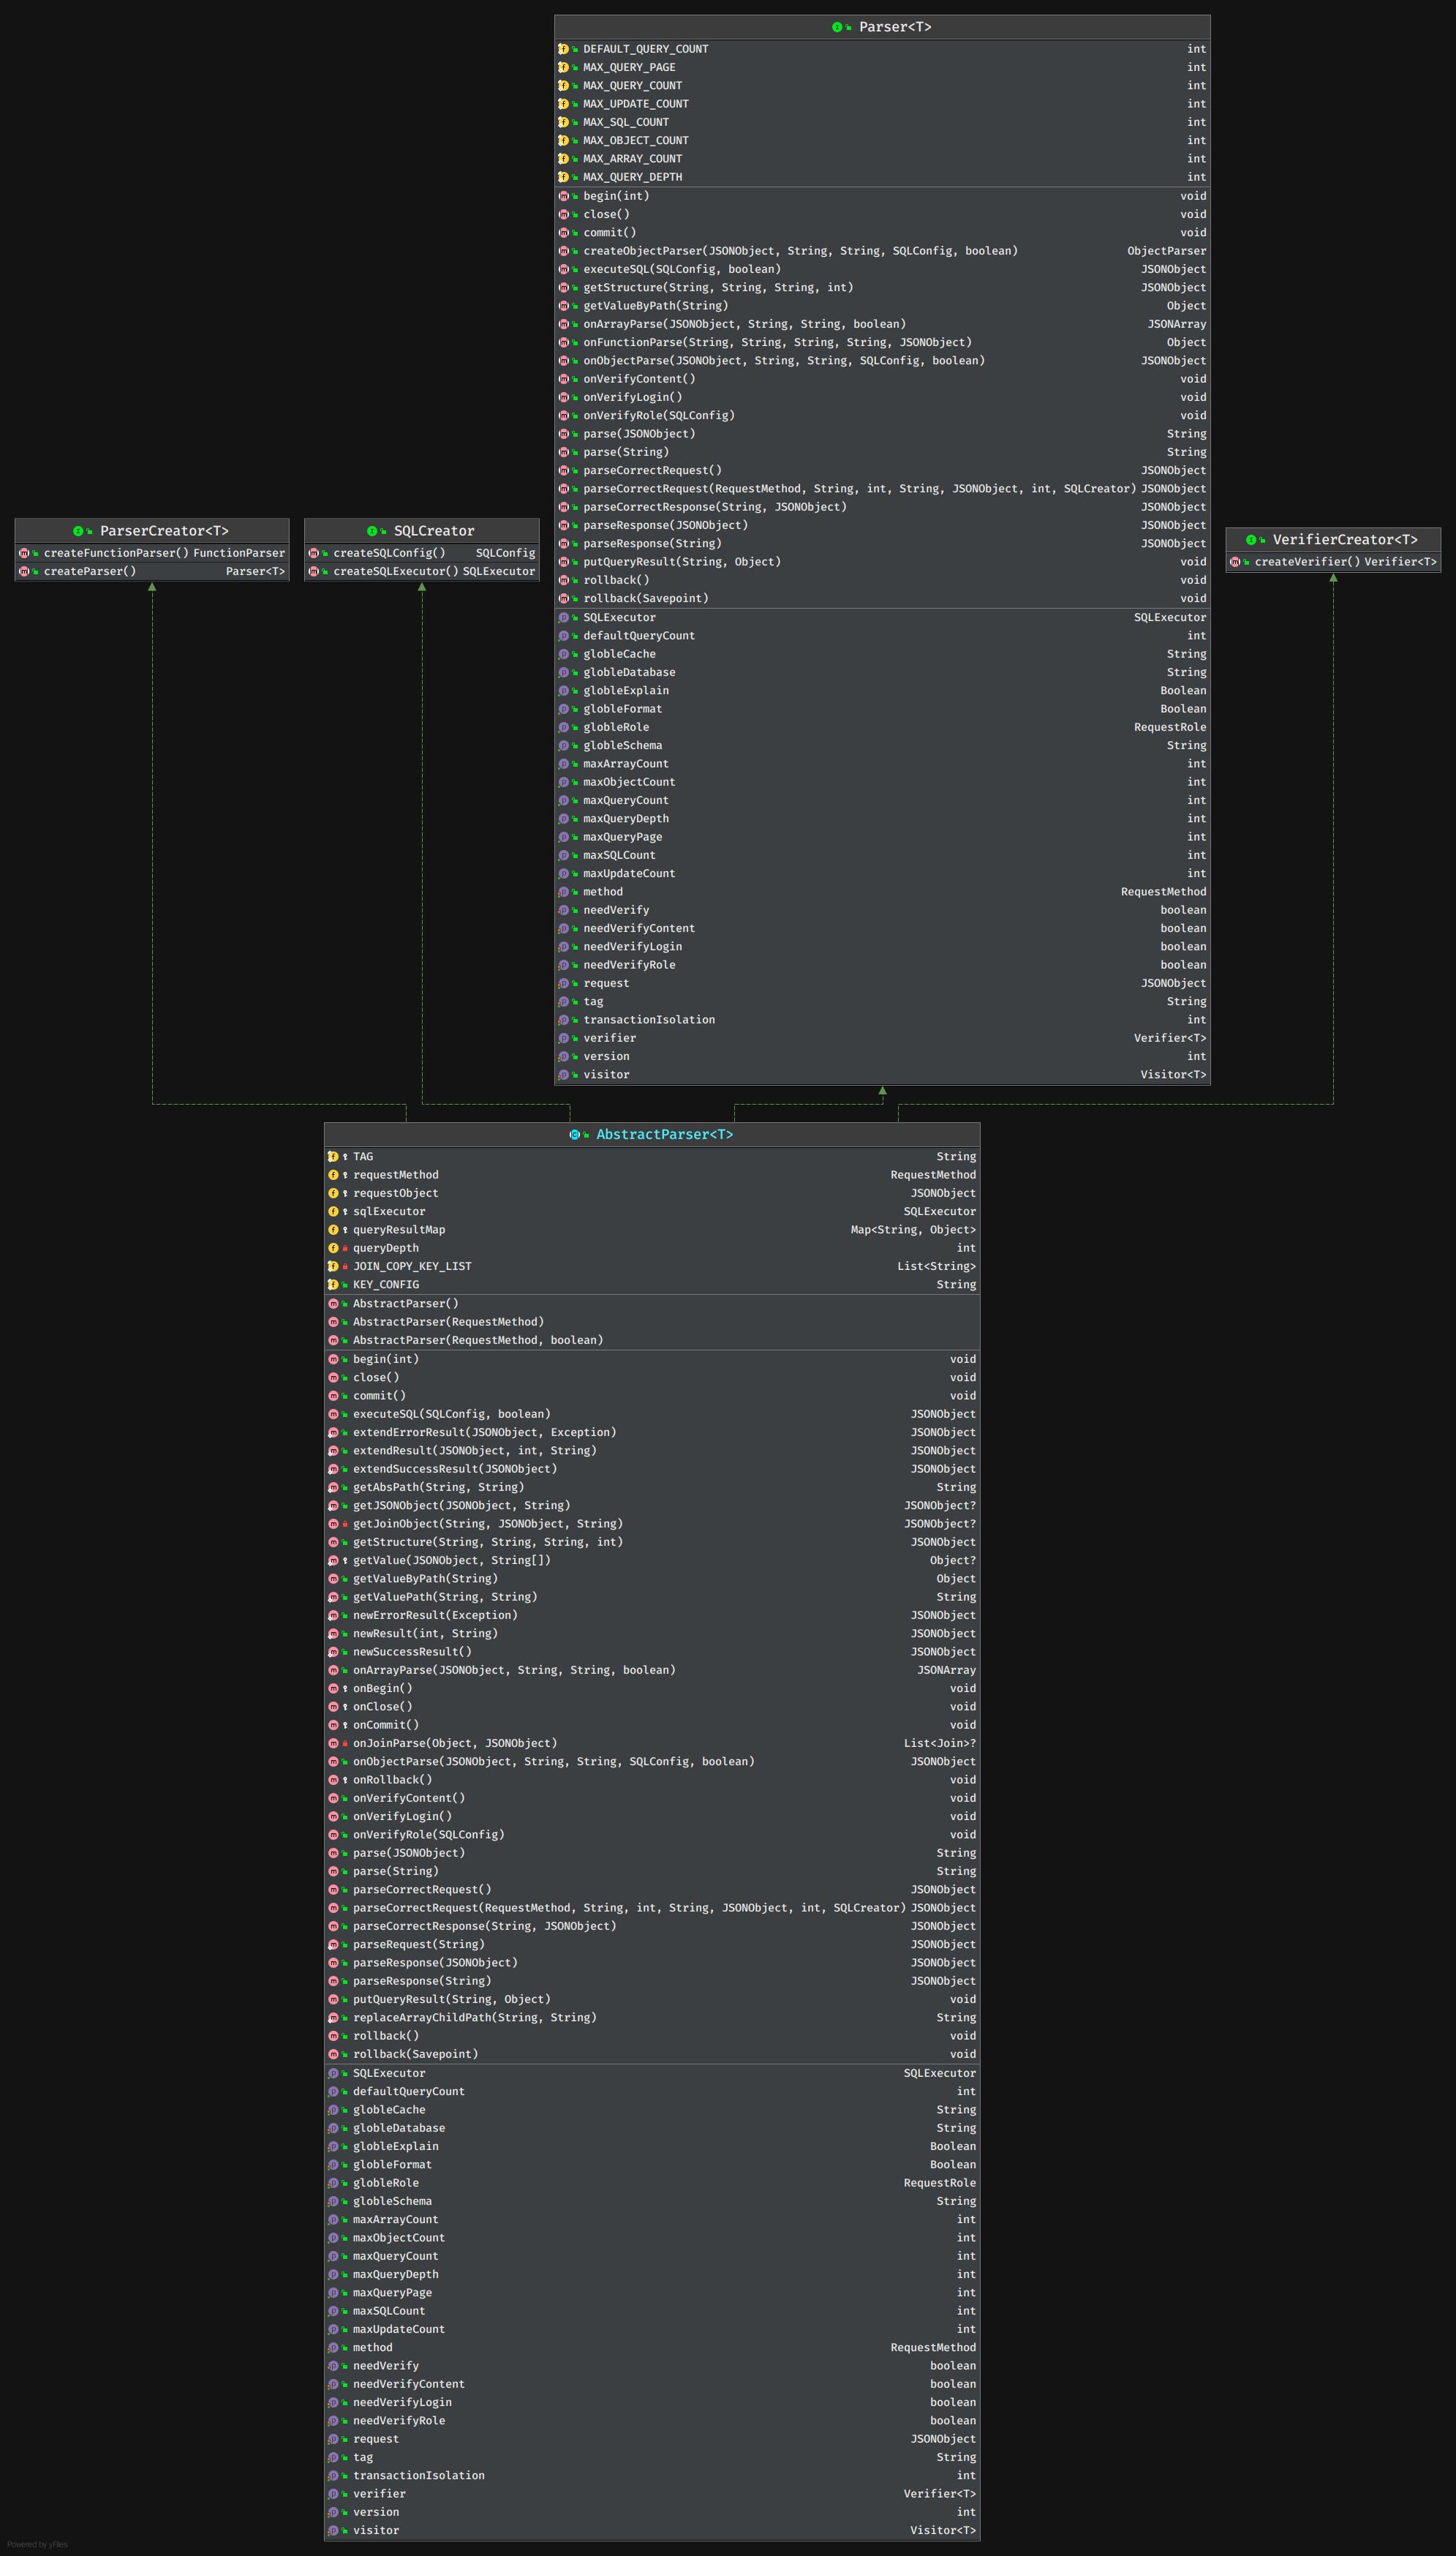 Parser<T>
DEFAULT_QUERY_COUNT int
MAX_QUERY_PAGE int
MAX_QUERY_COUNT int
MAX_UPDATE_COUNT int
MAX_SQL_COUNT int
MAX_OBJECT_COUNT int
MAX_ARRAY_COUNT int
MAX_QUERY_DEPTH int
begin(int) void
close() void
commit() void
createObjectParser(JSONObject, String, String, SQLConfig, boolean) ObjectParser
executeSQL(SQLConfig, boolean) JSONObject
getStructure(String, String, String, int) JSONObject
getValueByPath(String) Object
onArrayParse(JSONObject, String, String, boolean) JSONArray
onFunctionParse(String, String, String, String, JSONObject) Object
onObjectParse(JSONObject, String, String, SQLConfig, boolean) JSONObject
onVerifyContent() void
onVerifyLogin() void
onVerifyRole(SQLConfig) void
parse(JSONObject) String
parse(String) String
parseCorrectRequest() JSONObject
parseCorrectRequest(RequestMethod, String, int, String, JSONObject, int, SQLCreator) JSONObject
parseCorrectResponse(String, JSONObject) JSONObject
parseResponse(JSONObject) JSONObject
parseResponse(String) JSONObject
putQueryResult(String, Object) void
rollback() void
rollback(Savepoint) void
SQLExecutor SQLExecutor
defaultQueryCount int
globleCache String
globleDatabase String
globleExplain Boolean
globleFormat Boolean
globleRole RequestRole
globleSchema String
maxArrayCount int
maxObjectCount int
maxQueryCount int
maxQueryDepth int
maxQueryPage int
maxSQLCount int
maxUpdateCount int
method RequestMethod
needVerify boolean
needVerifyContent boolean
needVerifyLogin boolean
needVerifyRole boolean
request JSONObject
tag String
transactionIsolation int
verifier Verifier<T>
version int
visitor Visitor<T>
ParserCreator<T>
createFunctionParser() FunctionParser
createParser() Parser<T>
SQLCreator
createSQLConfig() SQLConfig
createSQLExecutor() SQLExecutor
VerifierCreator<T>
createVerifier() Verifier<T>
AbstractParser<T>
TAG String
requestMethod RequestMethod
requestObject JSONObject
sqlExecutor SQLExecutor
queryResultMap Map<String, Object>
queryDepth int
JOIN_COPY_KEY_LIST List<String>
KEY_CONFIG String
AbstractParser()
AbstractParser(RequestMethod)
AbstractParser(RequestMethod, boolean)
begin(int) void
close() void
commit() void
executeSQL(SQLConfig, boolean) JSONObject
extendErrorResult(JSONObject, Exception) JSONObject
extendResult(JSONObject, int, String) JSONObject
extendSuccessResult(JSONObject) JSONObject
getAbsPath(String, String) String
getJSONObject(JSONObject, String) JSONObject?
getJoinObject(String, JSONObject, String) JSONObject?
getStructure(String, String, String, int) JSONObject
getValue(JSONObject, String[]) Object?
getValueByPath(String) Object
getValuePath(String, String) String
newErrorResult(Exception) JSONObject
newResult(int, String) JSONObject
newSuccessResult() JSONObject
onArrayParse(JSONObject, String, String, boolean) JSONArray
onBegin() void
onClose() void
onCommit() void
onJoinParse(Object, JSONObject) List<Join>?
onObjectParse(JSONObject, String, String, SQLConfig, boolean) JSONObject
onRollback() void
onVerifyContent() void
onVerifyLogin() void
onVerifyRole(SQLConfig) void
parse(JSONObject) String
parse(String) String
parseCorrectRequest() JSONObject
parseCorrectRequest(RequestMethod, String, int, String, JSONObject, int, SQLCreator) JSONObject
parseCorrectResponse(String, JSONObject) JSONObject
parseRequest(String) JSONObject
parseResponse(JSONObject) JSONObject
parseResponse(String) JSONObject
putQueryResult(String, Object) void
replaceArrayChildPath(String, String) String
rollback() void
rollback(Savepoint) void
SQLExecutor SQLExecutor
defaultQueryCount int
globleCache String
globleDatabase String
globleExplain Boolean
globleFormat Boolean
globleRole RequestRole
globleSchema String
maxArrayCount int
maxObjectCount int
maxQueryCount int
maxQueryDepth int
maxQueryPage int
maxSQLCount int
maxUpdateCount int
method RequestMethod
needVerify boolean
needVerifyContent boolean
needVerifyLogin boolean
needVerifyRole boolean
request JSONObject
tag String
transactionIsolation int
verifier Verifier<T>
version int
visitor Visitor<T>
Powered by yFiles